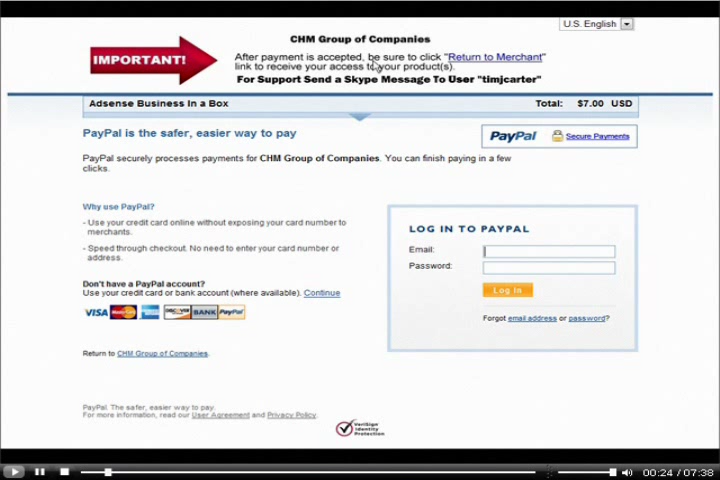 U.S. English
CHM Group of Companies
IMPORTANT!
After payment is accepted, be sure to click "Return to Merchant"
link to receive your access to your product(s).
For Support Send a Skype Message To User "timjcarter"
Adsense Business In a Box
Total: $7.00 USD
PayPal is the safer, easier way to pay
PayPal Secure Payments
PayPal securely processes payments for CHM Group of Companies. You can finish paying in a few
clicks.
Why use PayPal?
- Use your credit card online without exposing your card number to
merchants.
- Speed through checkout. No need to enter your card number or
address.
LOG IN TO PAYPAL
Email:
Password:
Log In
Forgot email address or password?
Don't have a PayPal account?
Use your credit card or bank account (where available). Continue
VISA MasterCard DISCOVER BANK PayPal
Return to CHM Group of Companies.
PayPal. The safer, easier way to pay.
For more information, read our User Agreement and Privacy Policy.
VeriSign
Identity
Protection
00:24 / 07:38